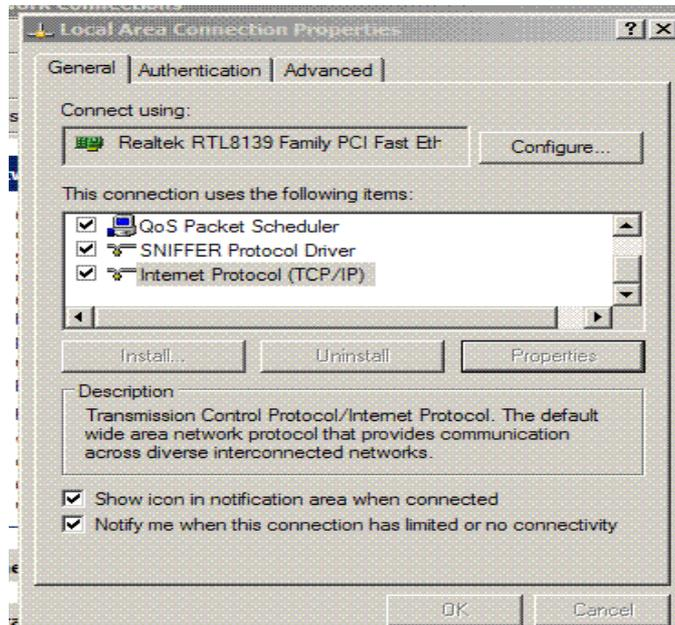 Local Area Connection Properties
General Authentication Advanced
Connect using:
Realtek RTL8139 Family PCI Fast Eth
Configure...
This connection uses the following items:
QoS Packet Scheduler
SNIFFER Protocol Driver
Internet Protocol (TCP/IP)
Install... Uninstall Properties
Description
Transmission Control Protocol/Internet Protocol. The default
wide area network protocol that provides communication
across diverse interconnected networks.
Show icon in notification area when connected
Notify me when this connection has limited or no connectivity
OK Cancel